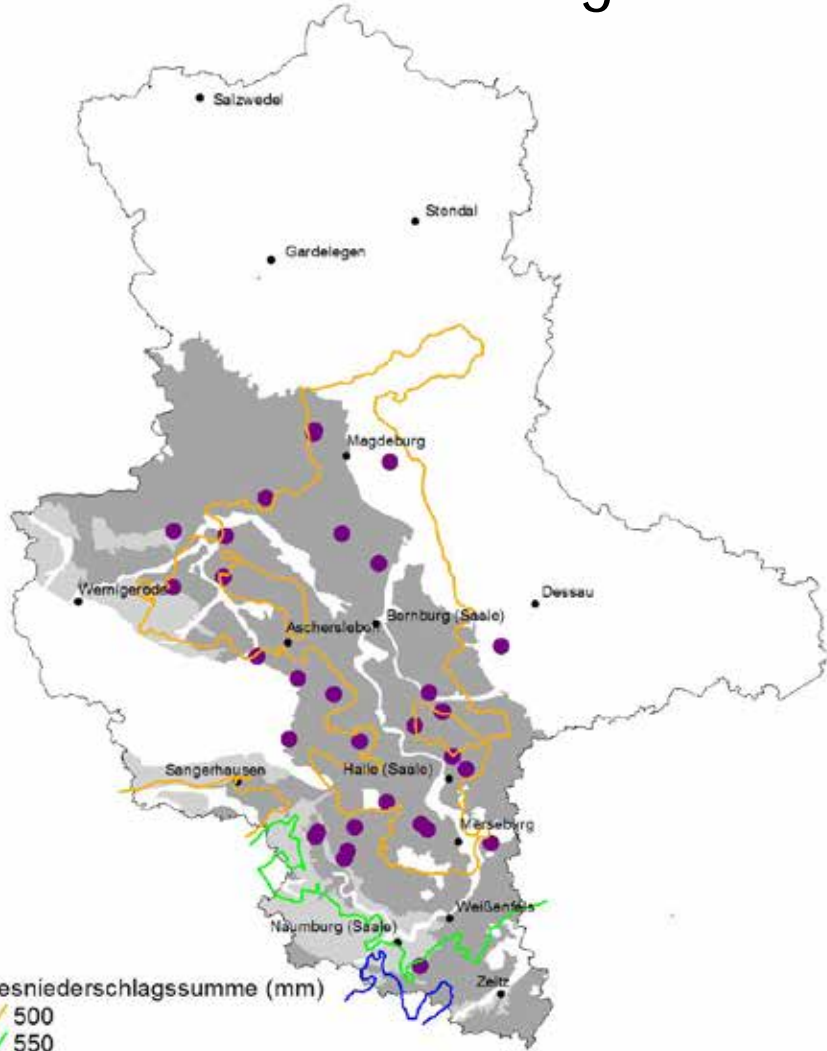 g
Salzwedel
Stendal
Gardelegen
Magdeburg
Wernigerode
Dessau
Bernburg (Saale)
Aschersleben
Sangerhausen
Halle (Saale)
Merseburg
Weißenfels
Naumburg (Saale)
Zeitz
esniederschlagssumme (mm)
500
550